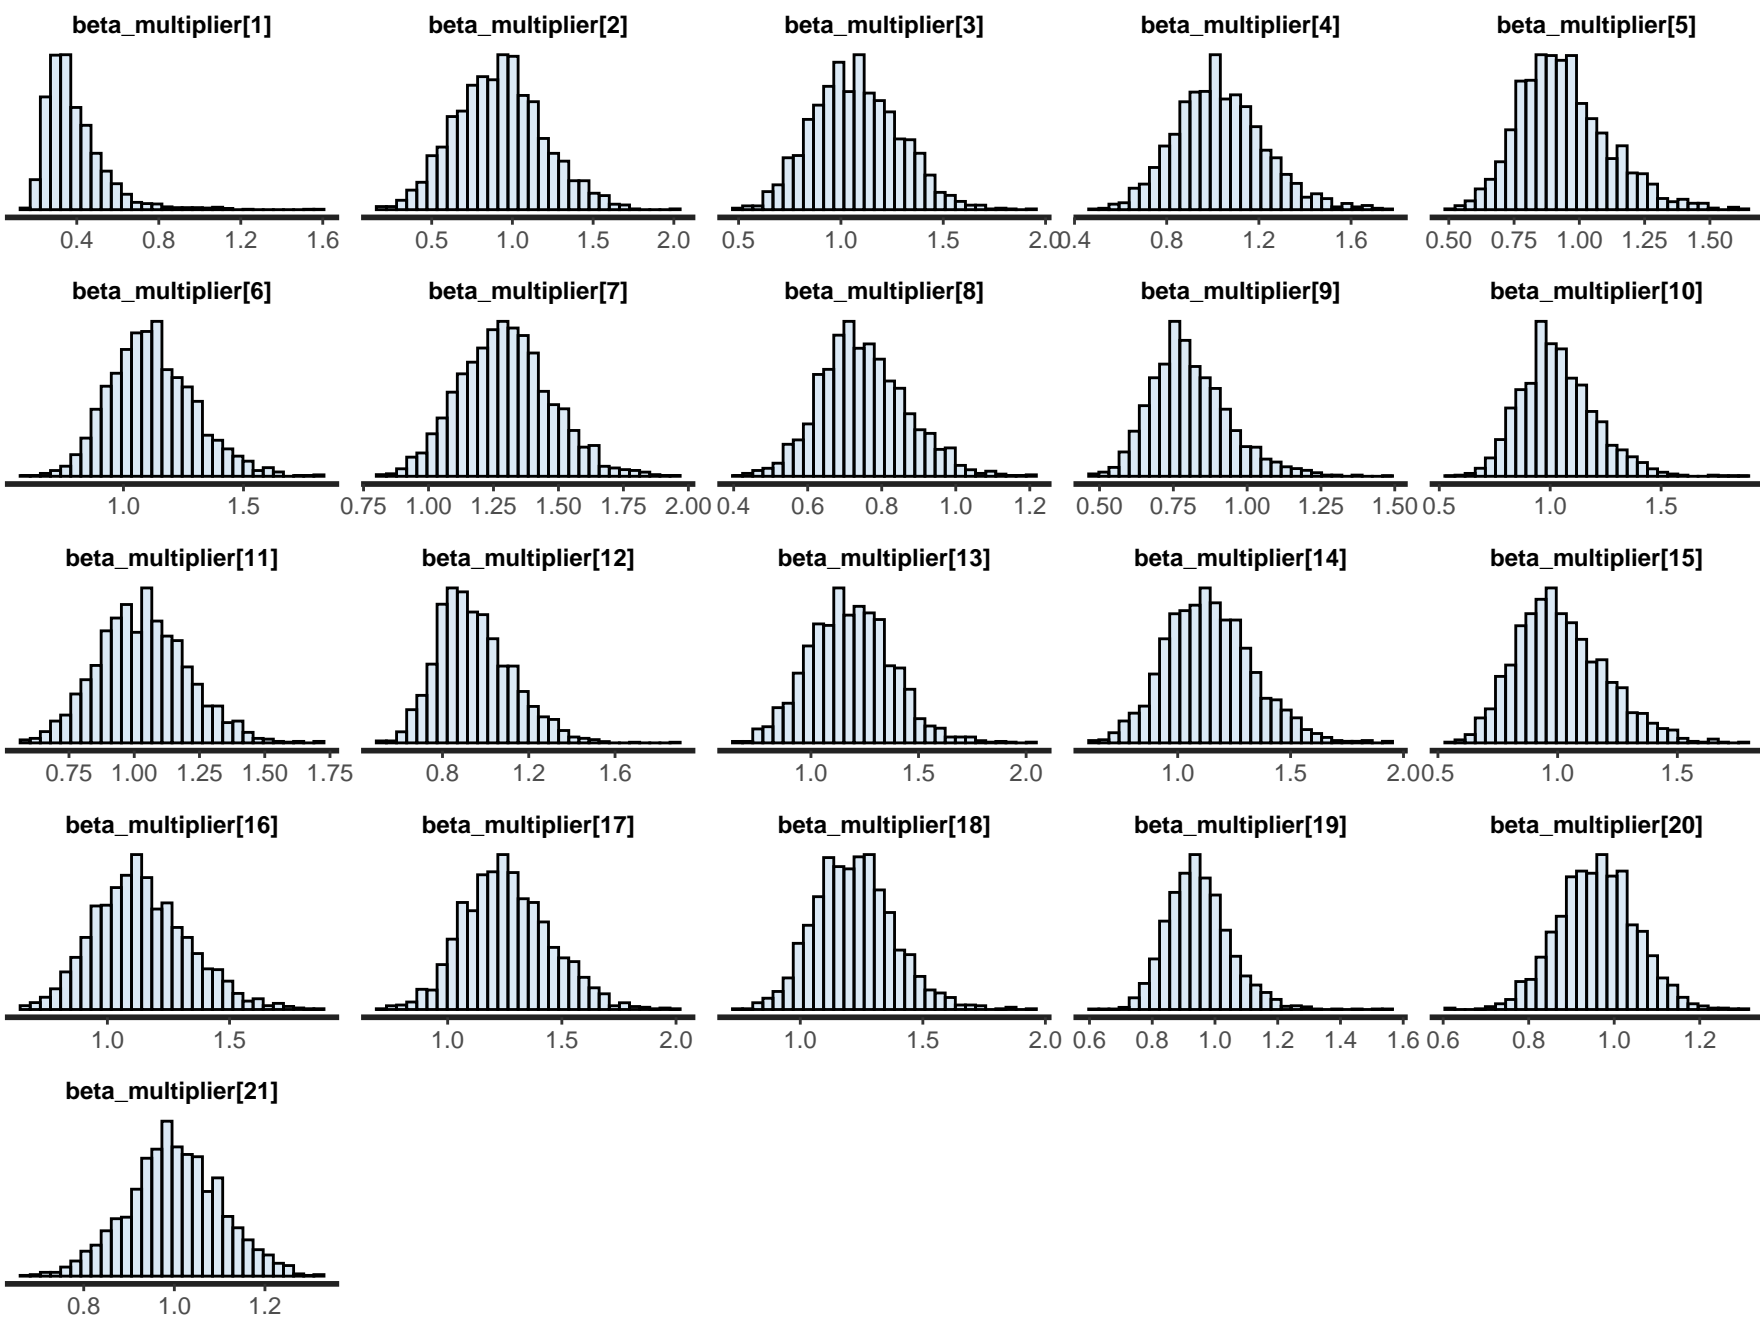 beta_multiplier[1] beta_multiplier[2] beta_multiplier[3] beta_multiplier[4] beta_multiplier[5]
0.4 0.8 1.2 1.6 0.5 1.0 1.5 2.0 0.5 1.0 1.5 2.0 0.4 0.8 1.2 1.6 0.50 0.75 1.00 1.25 1.50
beta_multiplier[6] beta_multiplier[7] beta_multiplier[8] beta_multiplier[9] beta_multiplier[10]
1.0 1.5 0.75 1.00 1.25 1.50 1.75 2.00 0.4 0.6 0.8 1.0 1.2 0.50 0.75 1.00 1.25 1.50 0.5 1.0 1.5
beta_multiplier[11] beta_multiplier[12] beta_multiplier[13] beta_multiplier[14] beta_multiplier[15]
0.75 1.00 1.25 1.50 1.75 0.8 1.2 1.6 1.0 1.5 2.0 1.0 1.5 2.0 0.5 1.0 1.5
beta_multiplier[16] beta_multiplier[17] beta_multiplier[18] beta_multiplier[19] beta_multiplier[20]
1.0 1.5 1.0 1.5 2.0 1.0 1.5 2.0 0.6 0.8 1.0 1.2 1.4 1.6 0.6 0.8 1.0 1.2
beta_multiplier[21]
0.8 1.0 1.2